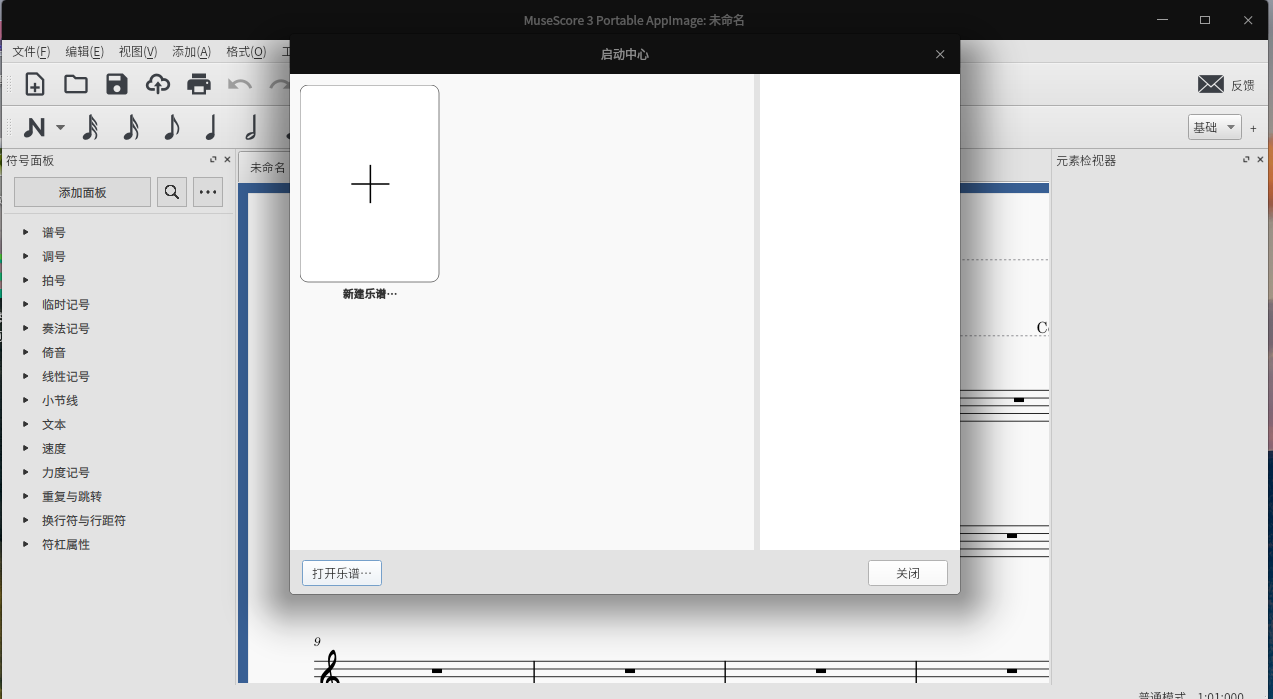 MuseScore 3 Portable AppImage: 未命名
启动中心
文件(F) 编辑(E) 视图(V) 添加(A) 格式(O)
反馈
基础
符号面板
未命名
元素检视器
添加面板
谱号
调号
拍号
临时记号
奏法记号
倚音
线性记号
小节线
文本
速度
力度记号
重复与跳转
换行符与行距符
符杠属性
新建乐谱…
打开乐谱…
关闭
9
普通模式 1:01:000